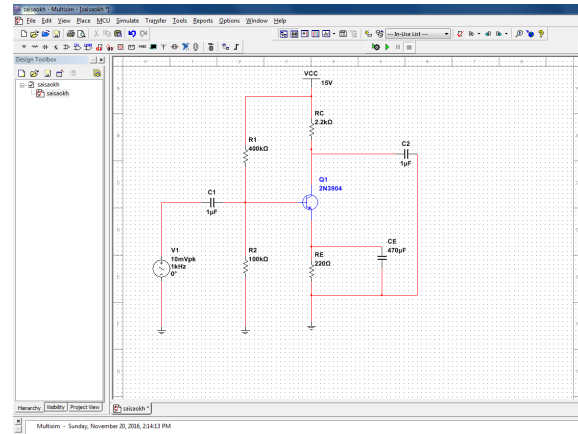 saisaokh - Multisim - [saisaokh *]
File Edit View Place MCU Simulate Transfer Tools Reports Options Window Help
--- In-Use List ---
Design Toolbox
saisaokh
saisaokh
VCC
15V
RC
2.2kΩ
R1
400kΩ
C2
1µF
Q1
2N3904
C1
1µF
V1
10mVpk
1kHz
0°
R2
100kΩ
RE
220Ω
CE
470µF
Hierarchy Visibility Project View
saisaokh *
Multisim - Sunday, November 20, 2016, 2:14:13 PM